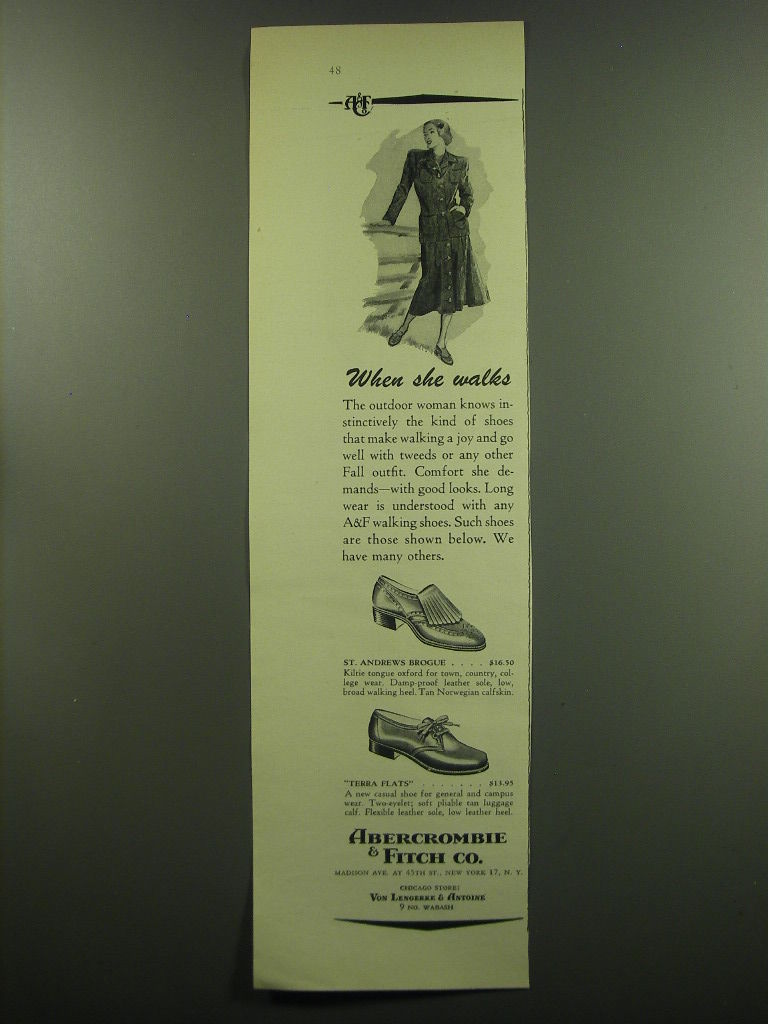 48
A&F Co
When she walks
The outdoor woman knows in-
stinctively the kind of shoes
that make walking a joy and go
well with tweeds or any other
Fall outfit. Comfort she de-
mands—with good looks. Long
wear is understood with any
A&F walking shoes. Such shoes
are those shown below. We
have many others.
ST. ANDREWS BROGUE . . . . $16.50
Kiltie tongue oxford for town, country, col-
lege wear. Damp-proof leather sole, low,
broad walking heel. Tan Norwegian calfskin.
"TERRA FLATS" . . . . . . . $13.95
A new casual shoe for general and campus
wear. Two-eyelet; soft pliable tan luggage
calf. Flexible leather sole, low leather heel.
ABERCROMBIE
& FITCH CO.
MADISON AVE. AT 45TH ST., NEW YORK 17, N. Y.
CHICAGO STORE:
VON LENGERKE & ANTOINE
9 NO. WABASH